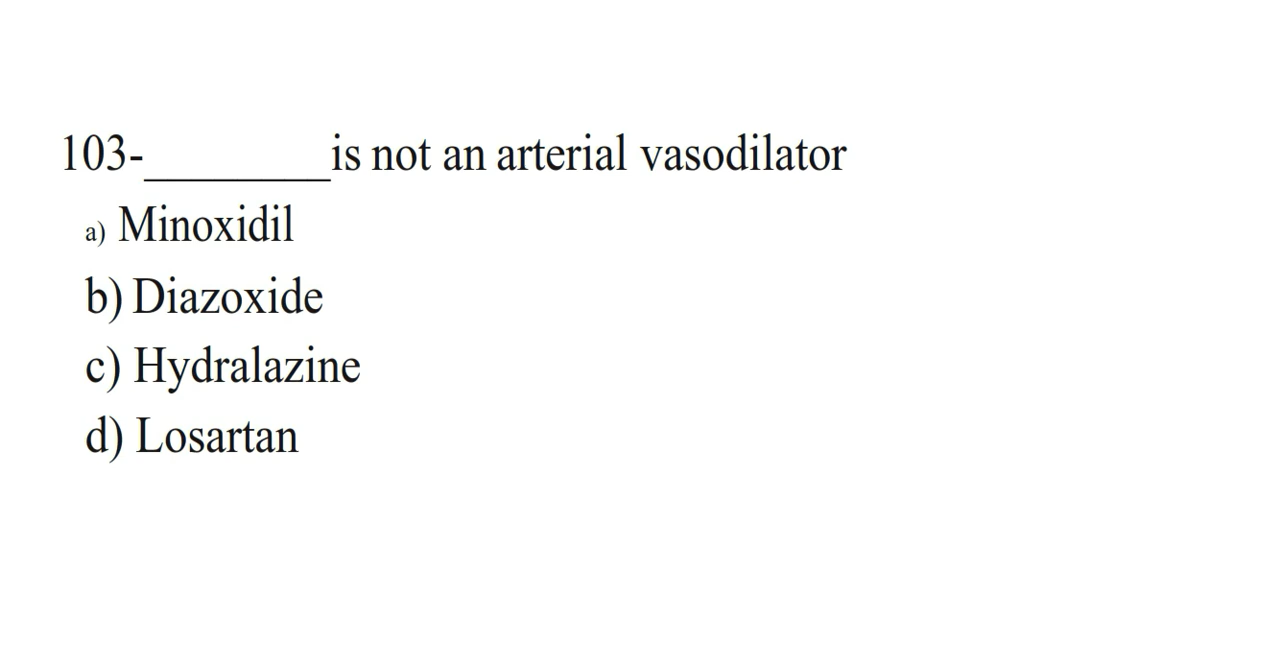 103-________is not an arterial vasodilator
a) Minoxidil
b) Diazoxide
c) Hydralazine
d) Losartan